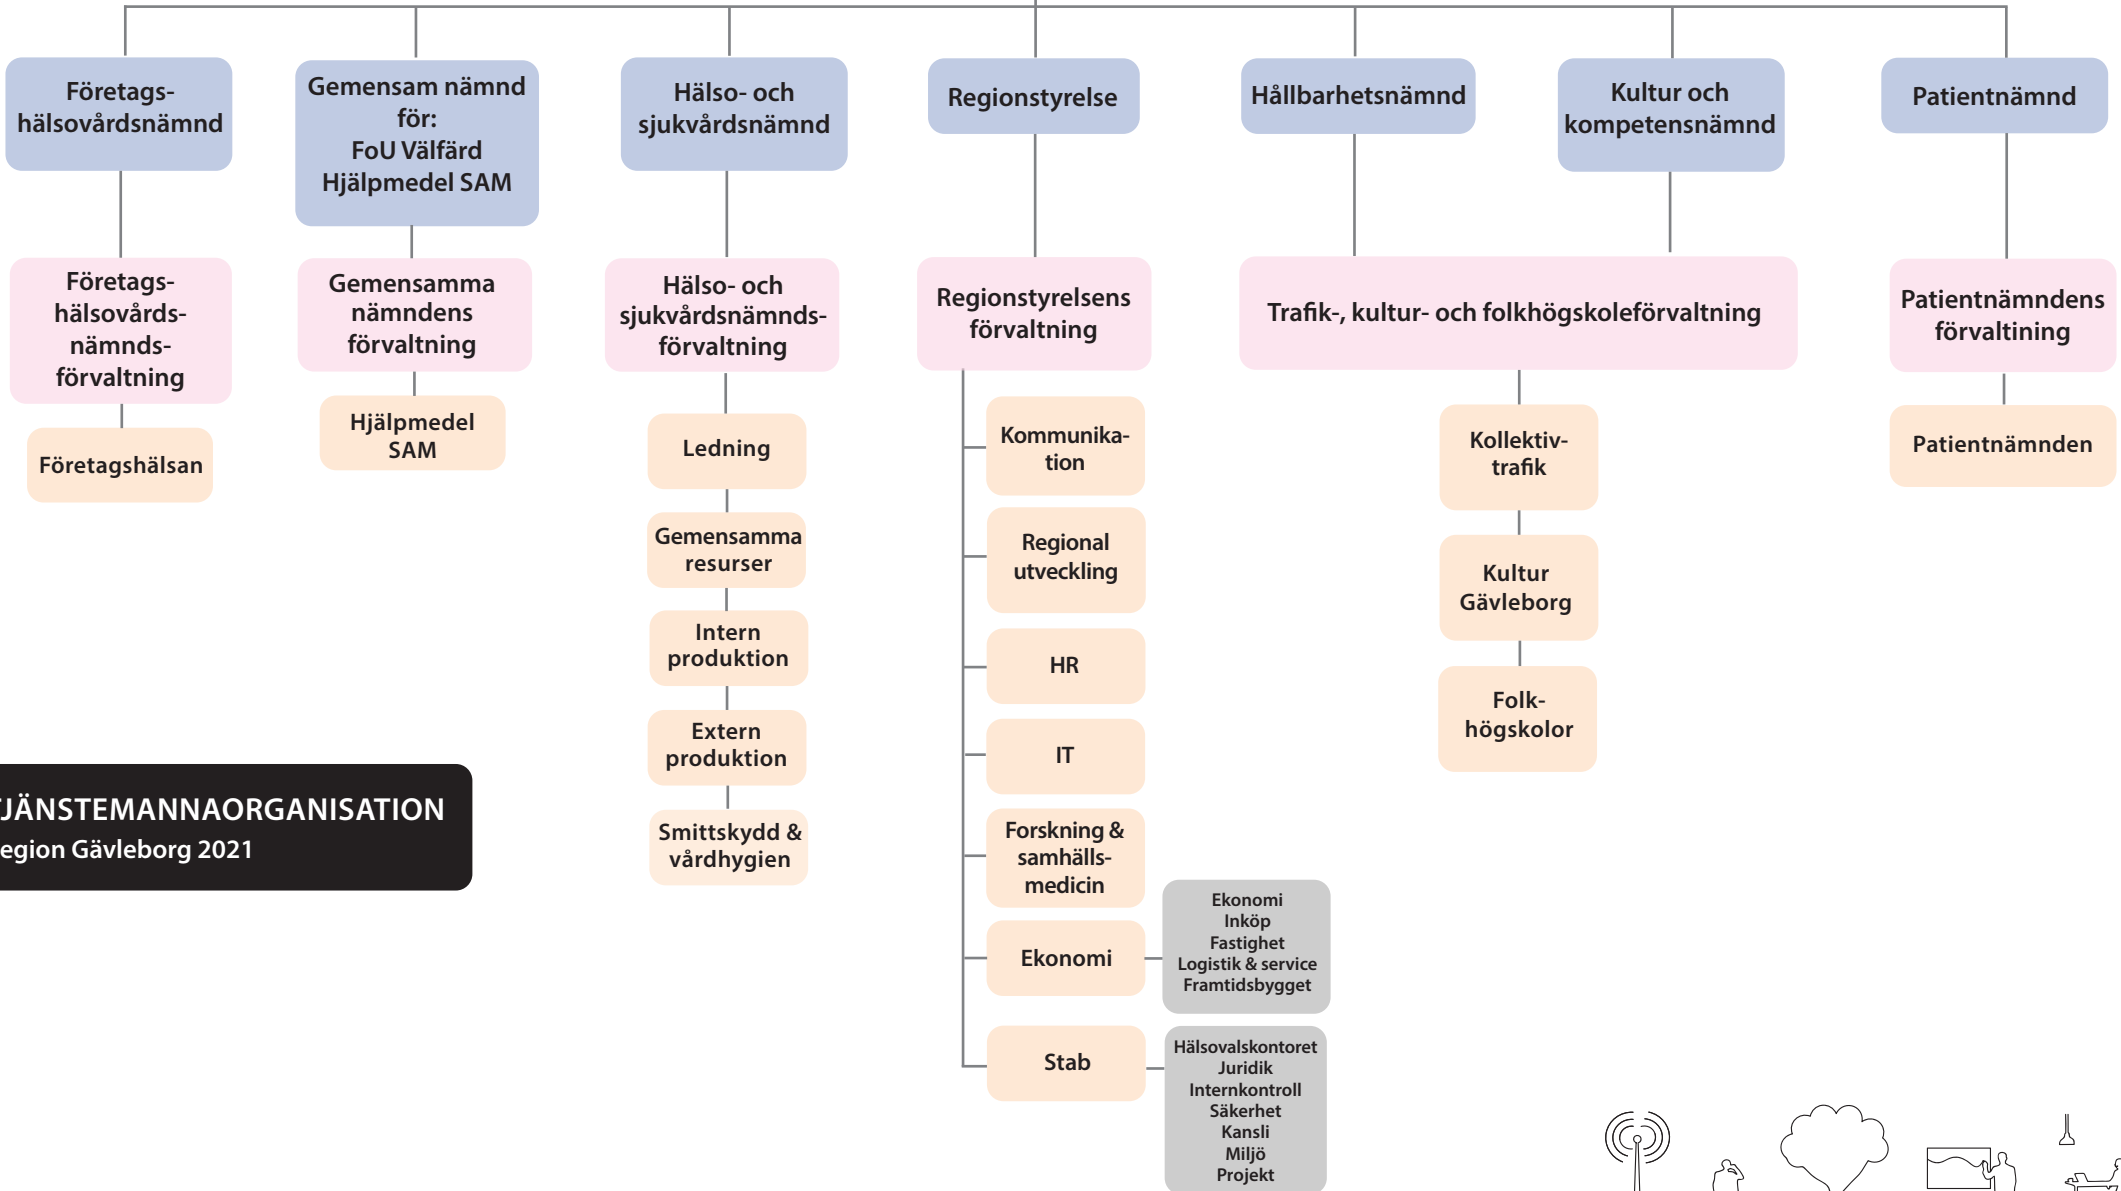 Företags-
hälsovårdsnämnd
Gemensam nämnd
för:
FoU Välfärd
Hjälpmedel SAM
Hälso- och
sjukvårdsnämnd
Regionstyrelse
Hållbarhetsnämnd
Kultur och
kompetensnämnd
Patientnämnd
Företags-
hälsovårds-
nämnds-
förvaltning
Gemensamma
nämndens
förvaltning
Hälso- och
sjukvårdsnämnds-
förvaltning
Regionstyrelsens
förvaltning
Trafik-, kultur- och folkhögskoleförvaltning
Patientnämndens
förvaltining
Företagshälsan
Hjälpmedel
SAM
Ledning
Gemensamma
resurser
Intern
produktion
Extern
produktion
Smittskydd &
vårdhygien
Kommunika-
tion
Regional
utveckling
HR
IT
Forskning &
samhälls-
medicin
Ekonomi
Ekonomi
Inköp
Fastighet
Logistik & service
Framtidsbygget
Stab
Hälsovalskontoret
Juridik
Internkontroll
Säkerhet
Kansli
Miljö
Projekt
Kollektiv-
trafik
Kultur
Gävleborg
Folk-
högskolor
Patientnämnden
JÄNSTEMANNAORGANISATION
egion Gävleborg 2021